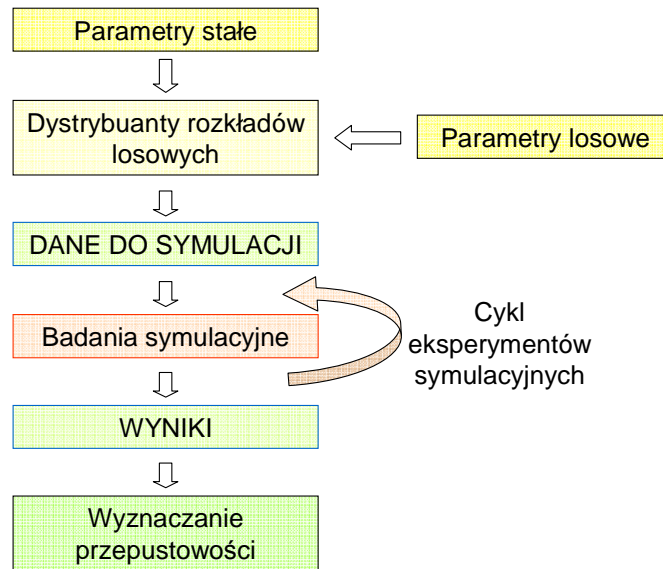 Parametry stałe
Dystrybuanty rozkładów
losowych
Parametry losowe
DANE DO SYMULACJI
Badania symulacyjne
Cykl
eksperymentów
symulacyjnych
WYNIKI
Wyznaczanie
przepustowości